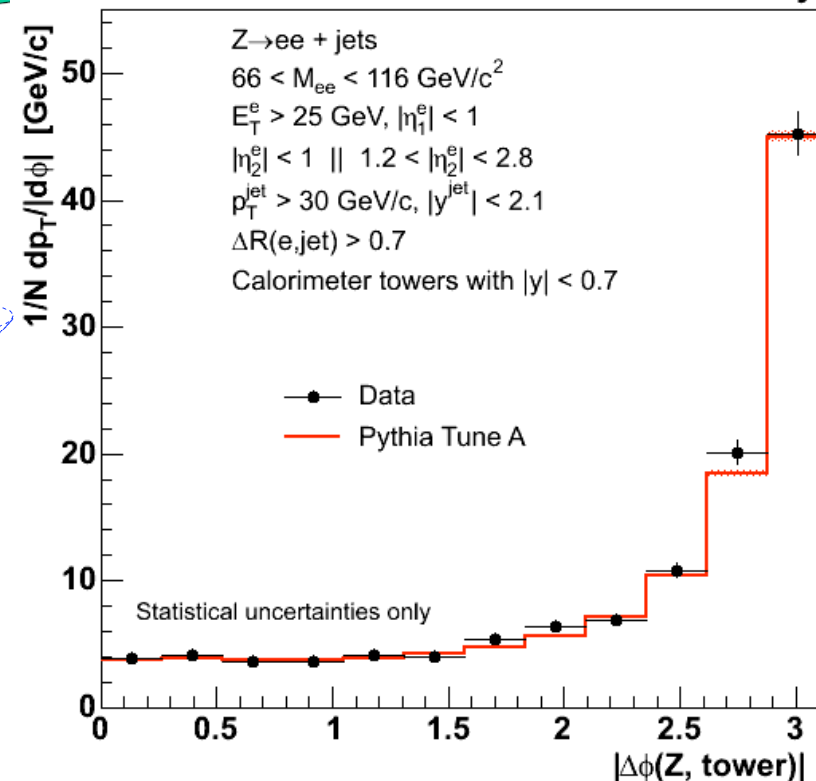 1/N dp_T/|dϕ| [GeV/c]
Z→ee + jets
66 < M_ee < 116 GeV/c^2
E_T^e > 25 GeV, |η_1^e| < 1
|η_2^e| < 1 || 1.2 < |η_2^e| < 2.8
p_T^jet > 30 GeV/c, |y^jet| < 2.1
ΔR(e,jet) > 0.7
Calorimeter towers with |y| < 0.7
Data
Pythia Tune A
Statistical uncertainties only
50
40
30
20
10
0
0 0.5 1 1.5 2 2.5 3
|Δϕ(Z, tower)|